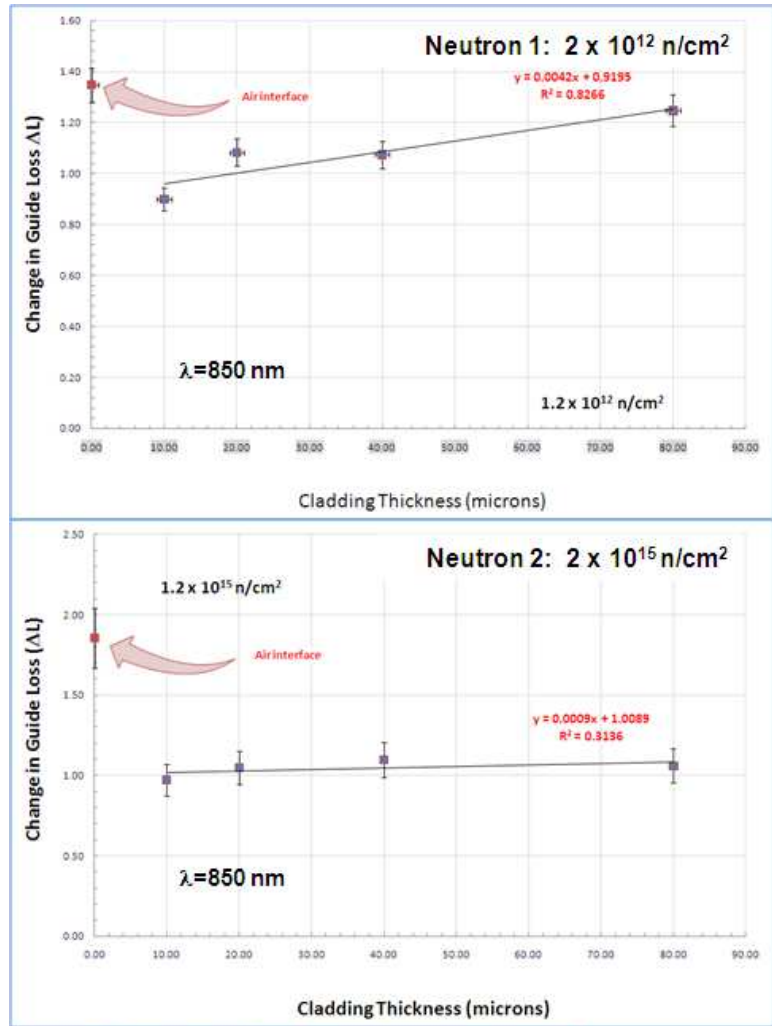 Neutron 1: 2 x 10¹² n/cm²
y = 0.0042x + 0.9195
R² = 0.8266
Air interface
Change in Guide Loss ΔL)
1.60
1.40
1.20
1.00
0.80
0.60
0.40
0.20
0.00
λ=850 nm
1.2 x 10¹² n/cm²
0.00 10.00 20.00 30.00 40.00 50.00 60.00 70.00 80.00 90.00
Cladding Thickness (microns)
Neutron 2: 2 x 10¹⁵ n/cm²
1.2 x 10¹⁵ n/cm²
Air interface
y = 0.0009x + 1.0089
R² = 0.3136
Change in Guide Loss (ΔL)
2.50
2.00
1.50
1.00
0.50
0.00
λ=850 nm
0.00 10.00 20.00 30.00 40.00 50.00 60.00 70.00 80.00 90.00
Cladding Thickness (microns)